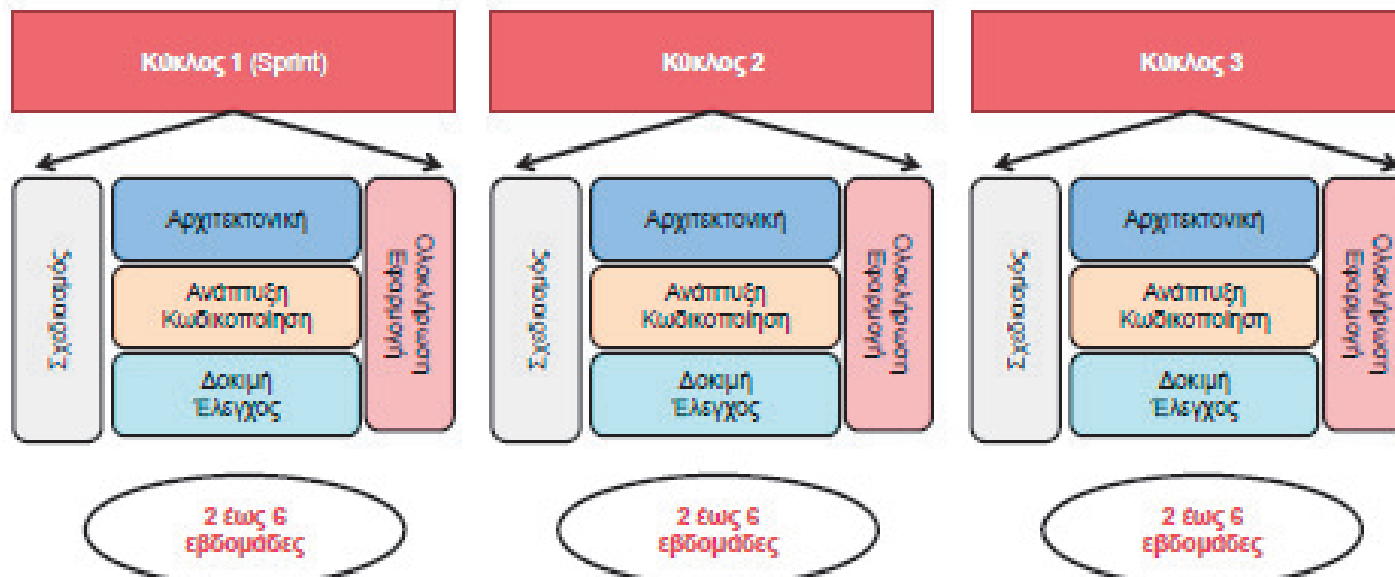 Κύκλος 1 (Sprint)
Κύκλος 2
Κύκλος 3
Σχεδιασμός
Αρχιτεκτονική
Ανάπτυξη
Κωδικοποίηση
Δοκιμή
Έλεγχος
Ολοκλήρωση
Εφαρμογή
Σχεδιασμός
Αρχιτεκτονική
Ανάπτυξη
Κωδικοποίηση
Δοκιμή
Έλεγχος
Ολοκλήρωση
Εφαρμογή
Σχεδιασμός
Αρχιτεκτονική
Ανάπτυξη
Κωδικοποίηση
Δοκιμή
Έλεγχος
Ολοκλήρωση
Εφαρμογή
2 έως 6
εβδομάδες
2 έως 6
εβδομάδες
2 έως 6
εβδομάδες